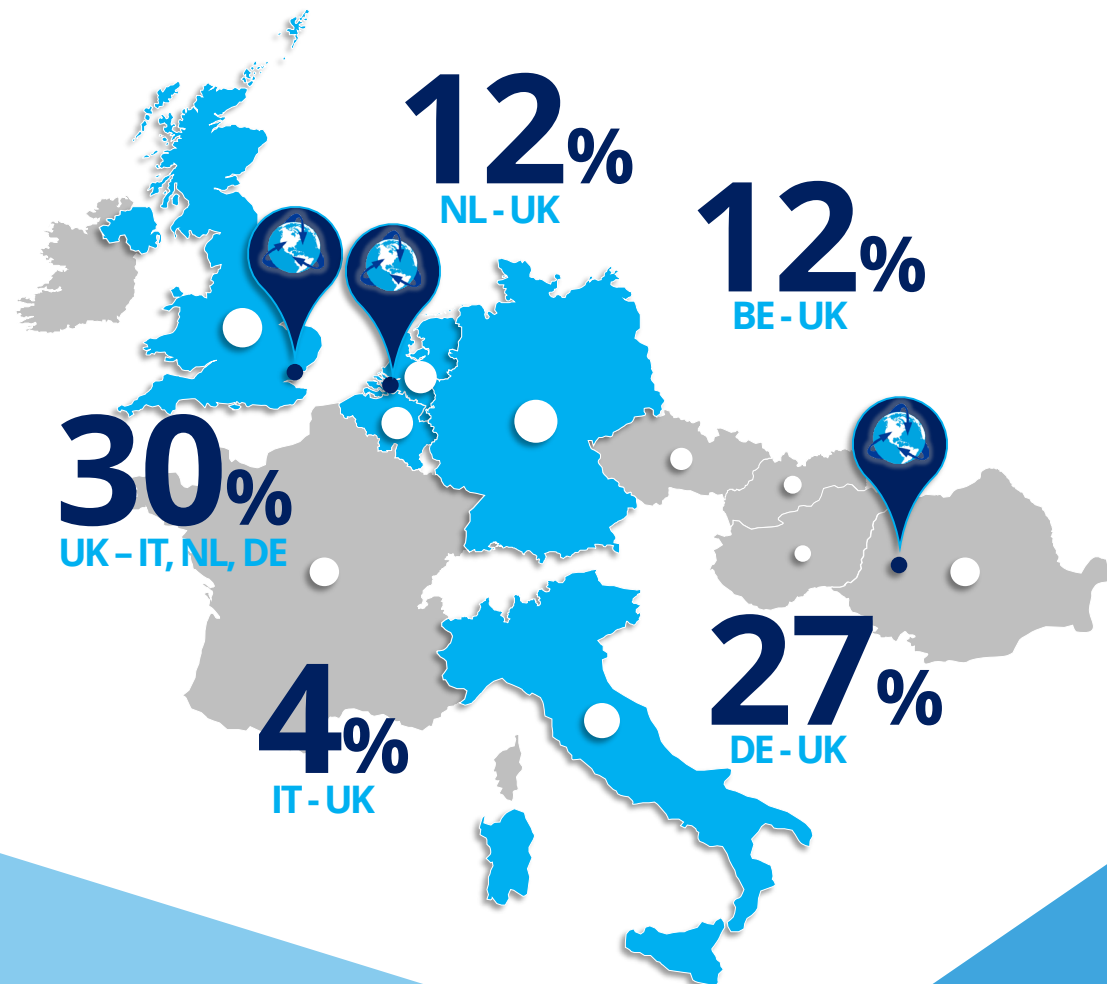 12%
NL - UK
12%
BE - UK
30%
UK – IT, NL, DE
4%
IT - UK
27%
DE - UK